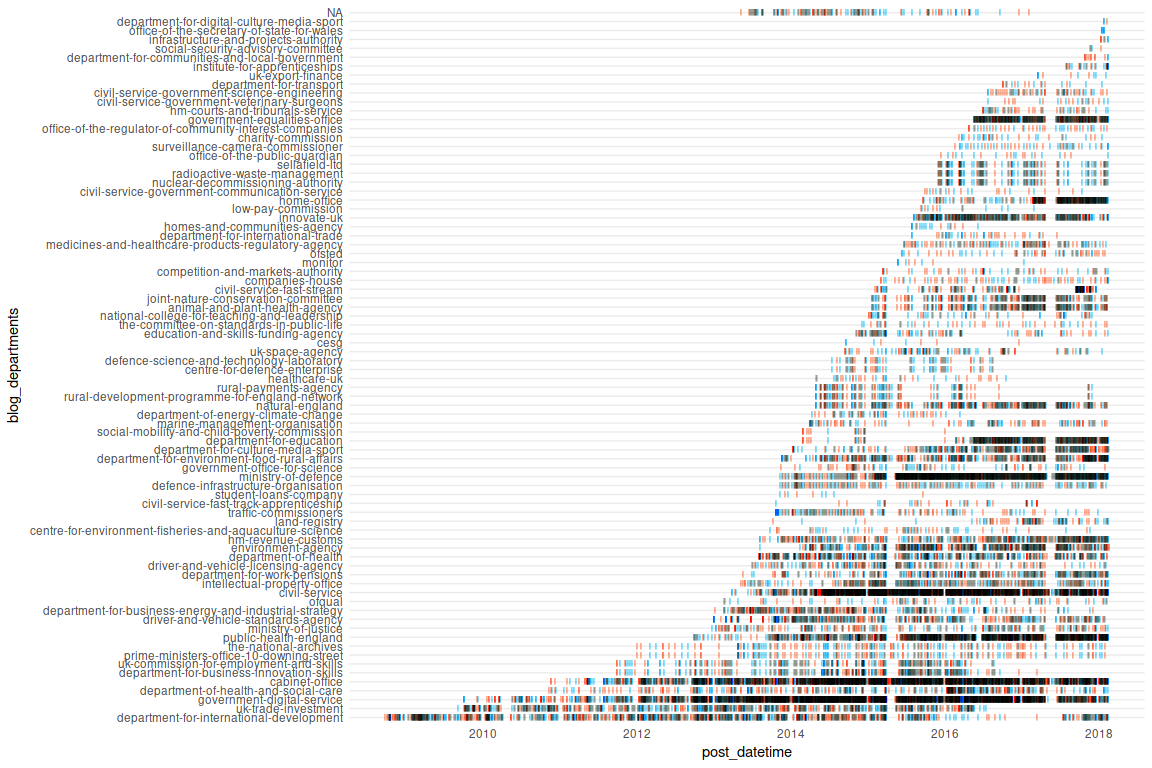 NA
department-for-digital-culture-media-sport
office-of-the-secretary-of-state-for-wales
infrastructure-and-projects-authority
social-security-advisory-committee
department-for-communities-and-local-government
institute-for-apprenticeships
uk-export-finance
department-for-transport
civil-service-government-science-engineering
civil-service-government-veterinary-surgeons
hm-courts-and-tribunals-service
government-equalities-office
office-of-the-regulator-of-community-interest-companies
charity-commission
surveillance-camera-commissioner
office-of-the-public-guardian
sellafield-ltd
radioactive-waste-management
nuclear-decommissioning-authority
civil-service-government-communication-service
home-office
low-pay-commission
innovate-uk
homes-and-communities-agency
department-for-international-trade
medicines-and-healthcare-products-regulatory-agency
ofsted
monitor
competition-and-markets-authority
companies-house
civil-service-fast-stream
joint-nature-conservation-committee
animal-and-plant-health-agency
national-college-for-teaching-and-leadership
the-committee-on-standards-in-public-life
education-and-skills-funding-agency
cesg
uk-space-agency
defence-science-and-technology-laboratory
centre-for-defence-enterprise
healthcare-uk
rural-payments-agency
rural-development-programme-for-england-network
natural-england
department-of-energy-climate-change
marine-management-organisation
social-mobility-and-child-poverty-commission
department-for-education
department-for-culture-media-sport
department-for-environment-food-rural-affairs
government-office-for-science
ministry-of-defence
defence-infrastructure-organisation
student-loans-company
civil-service-fast-track-apprenticeship
traffic-commissioners
land-registry
centre-for-environment-fisheries-and-aquaculture-science
hm-revenue-customs
environment-agency
department-of-health
driver-and-vehicle-licensing-agency
department-for-work-pensions
intellectual-property-office
civil-service
ofqual
department-for-business-energy-and-industrial-strategy
driver-and-vehicle-standards-agency
ministry-of-justice
public-health-england
the-national-archives
prime-ministers-office-10-downing-street
uk-commission-for-employment-and-skills
department-for-business-innovation-skills
cabinet-office
department-of-health-and-social-care
government-digital-service
uk-trade-investment
department-for-international-development
blog_departments
2010 2012 2014 2016 2018
post_datetime